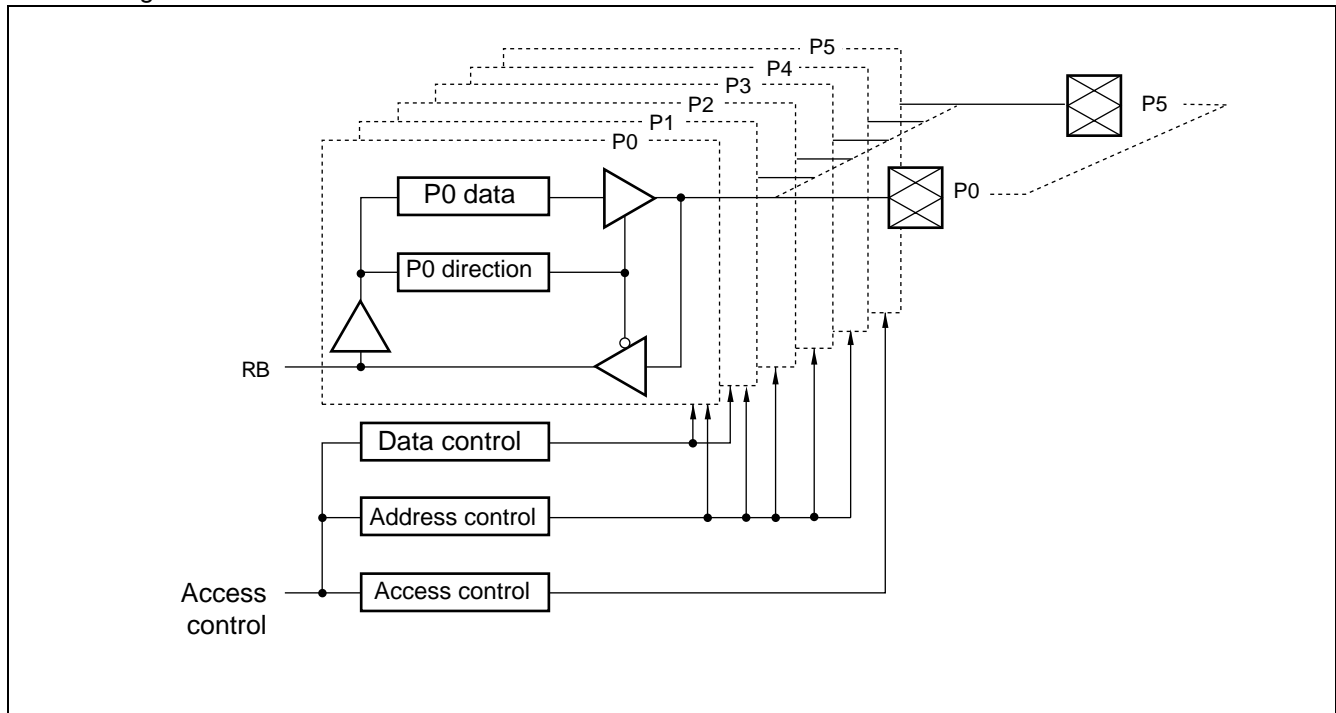 P5
P4
P3
P2
P1
P0
P5
P0
P0 data
P0 direction
RB
Data control
Address control
Access control
Access
control